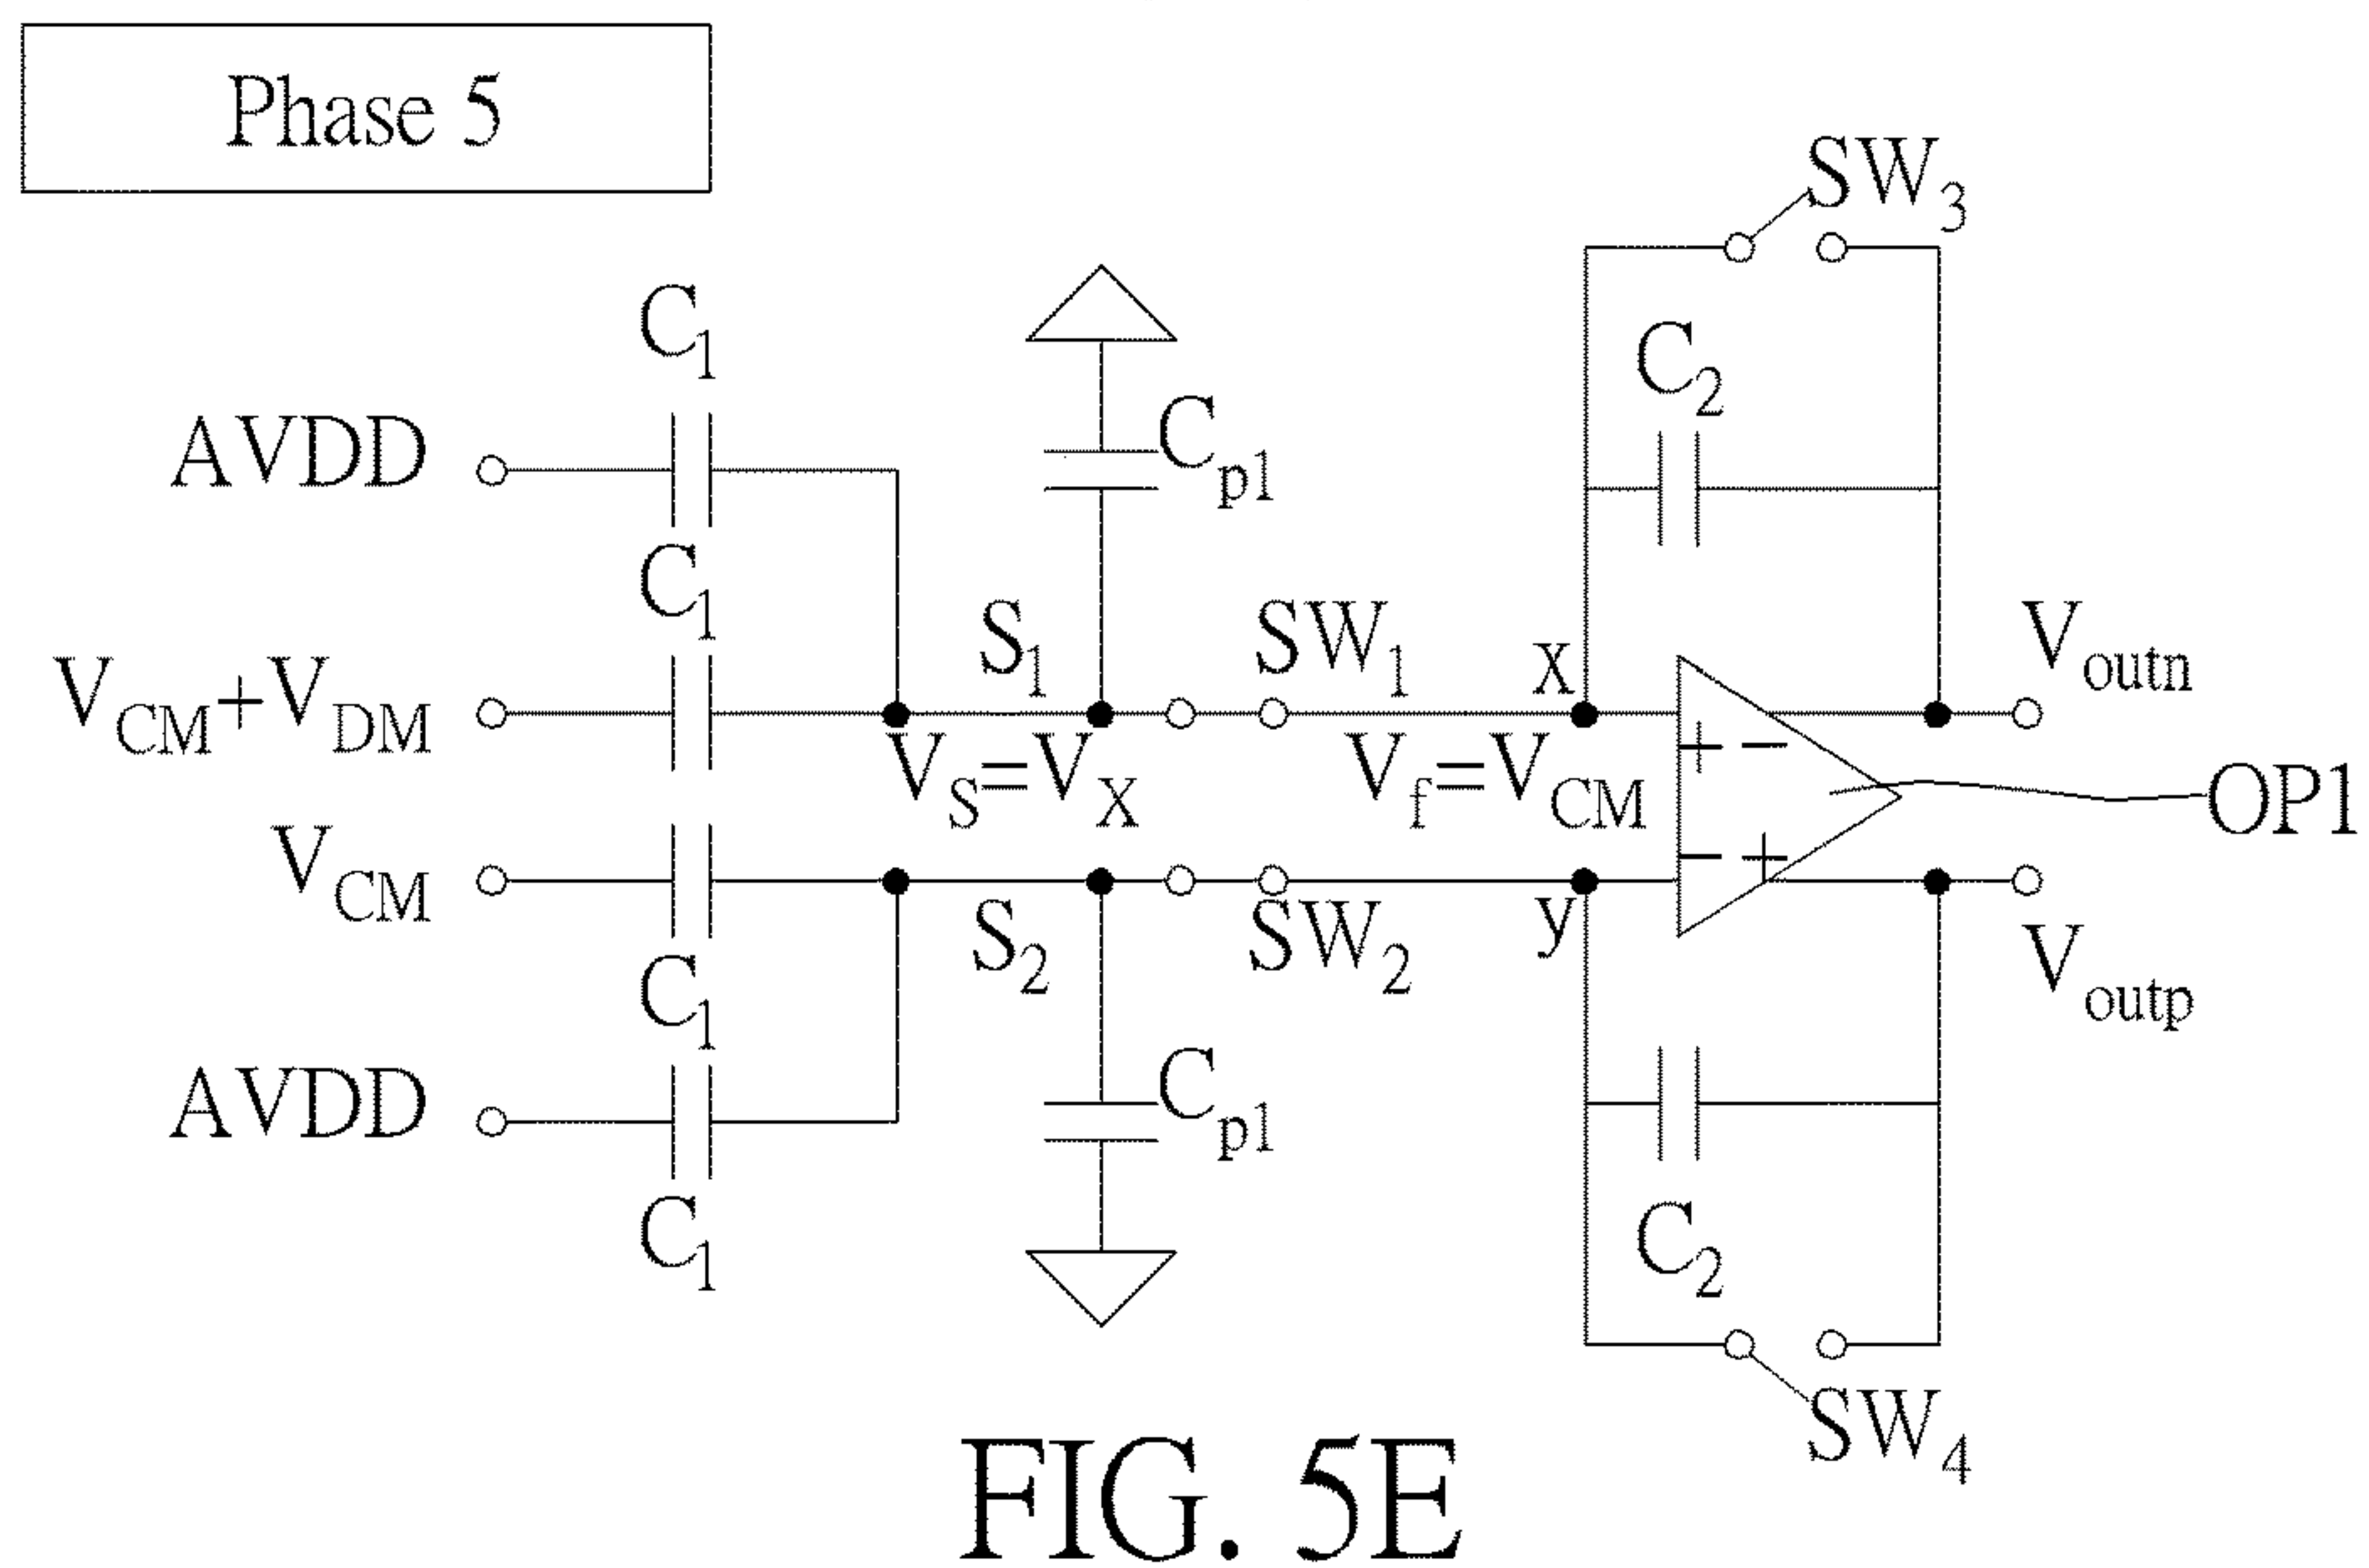 Phase 5
SW3
C1
C2
AVDD
Cp1
C1
S1
SW1
x
Voutn
VCM+VDM
VS=VX
Vf=VCM
+ −
OP1
VCM
− +
S2
SW2
y
Voutp
C1
Cp1
AVDD
C1
C2
SW4
FIG. 5E